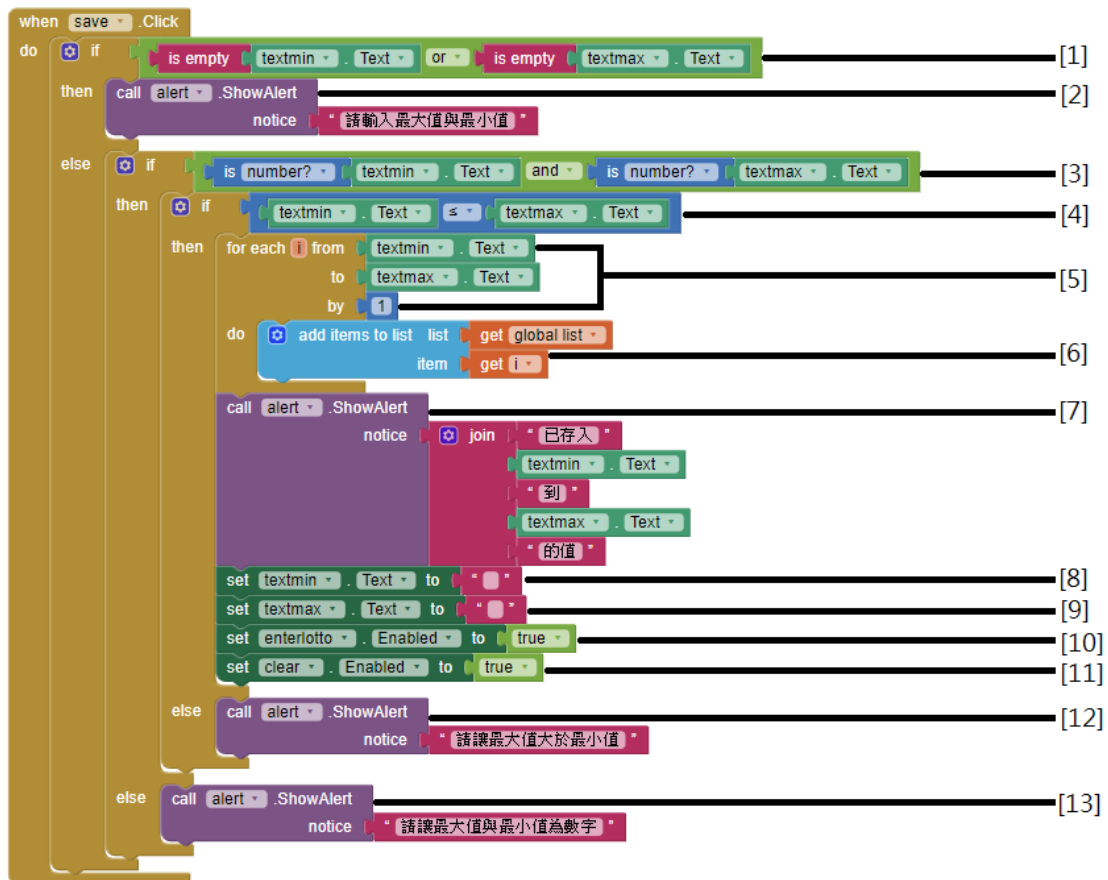 when save .Click
do if is empty textmin . Text or is empty textmax . Text [1]
then call alert .ShowAlert [2]
notice " 請輸入最大值與最小值 "
else if is number? textmin . Text and is number? textmax . Text [3]
then if textmin . Text ≤ textmax . Text [4]
then for each i from textmin . Text
to textmax . Text [5]
by 1
do add items to list list get global list
item get i [6]
call alert .ShowAlert [7]
notice join " 已存入 "
textmin . Text
" 到 "
textmax . Text
" 的值 "
set textmin . Text to " " [8]
set textmax . Text to " " [9]
set enterlotto . Enabled to true [10]
set clear . Enabled to true [11]
else call alert .ShowAlert [12]
notice " 請讓最大值大於最小值 "
else call alert .ShowAlert [13]
notice " 請讓最大值與最小值為數字 "